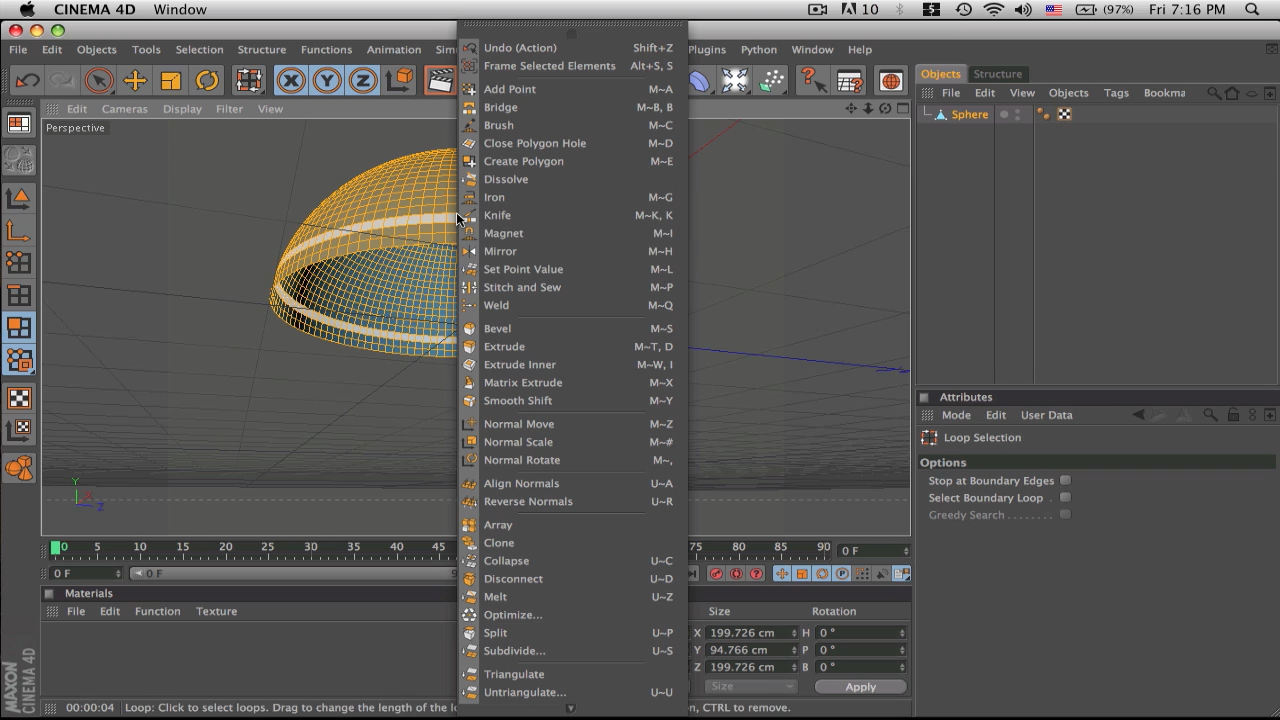 CINEMA 4D Window
10
(97%) Fri 7:16 PM
File Edit Objects Tools Selection Structure Functions Animation Plugins Python Window Help
X Y Z
Edit Cameras Display Filter View
Perspective
Y
X
Z
Undo (Action) Shift+Z
Frame Selected Elements Alt+S, S
Add Point M~A
Bridge M~B, B
Brush M~C
Close Polygon Hole M~D
Create Polygon M~E
Dissolve
Iron M~G
Knife M~K, K
Magnet M~I
Mirror M~H
Set Point Value M~L
Stitch and Sew M~P
Weld M~Q
Bevel M~S
Extrude M~T, D
Extrude Inner M~W, I
Matrix Extrude M~X
Smooth Shift M~Y
Normal Move M~Z
Normal Scale M~#
Normal Rotate M~,
Align Normals U~A
Reverse Normals U~R
Array
Clone
Collapse U~C
Disconnect U~D
Melt U~Z
Optimize...
Split U~P
Subdivide... U~S
Triangulate
Untriangulate... U~U
Objects Structure
File Edit View Objects Tags Bookma
Sphere
Attributes
Mode Edit User Data
Loop Selection
Options
Stop at Boundary Edges
Select Boundary Loop .
Greedy Search . . . . . . . .
0 5 10 15 20 25 30 35 40 45 75 80 85 90 0 F
0 F 0 F 9
Materials
File Edit Function Texture
Size Rotation
X 199.726 cm H 0 °
Y 94.766 cm P 0 °
Z 199.726 cm B 0 °
Size Apply
MAXON
CINEMA 4D
00:00:04 Loop: Click to select loops. Drag to change the length of the lo n, CTRL to remove.